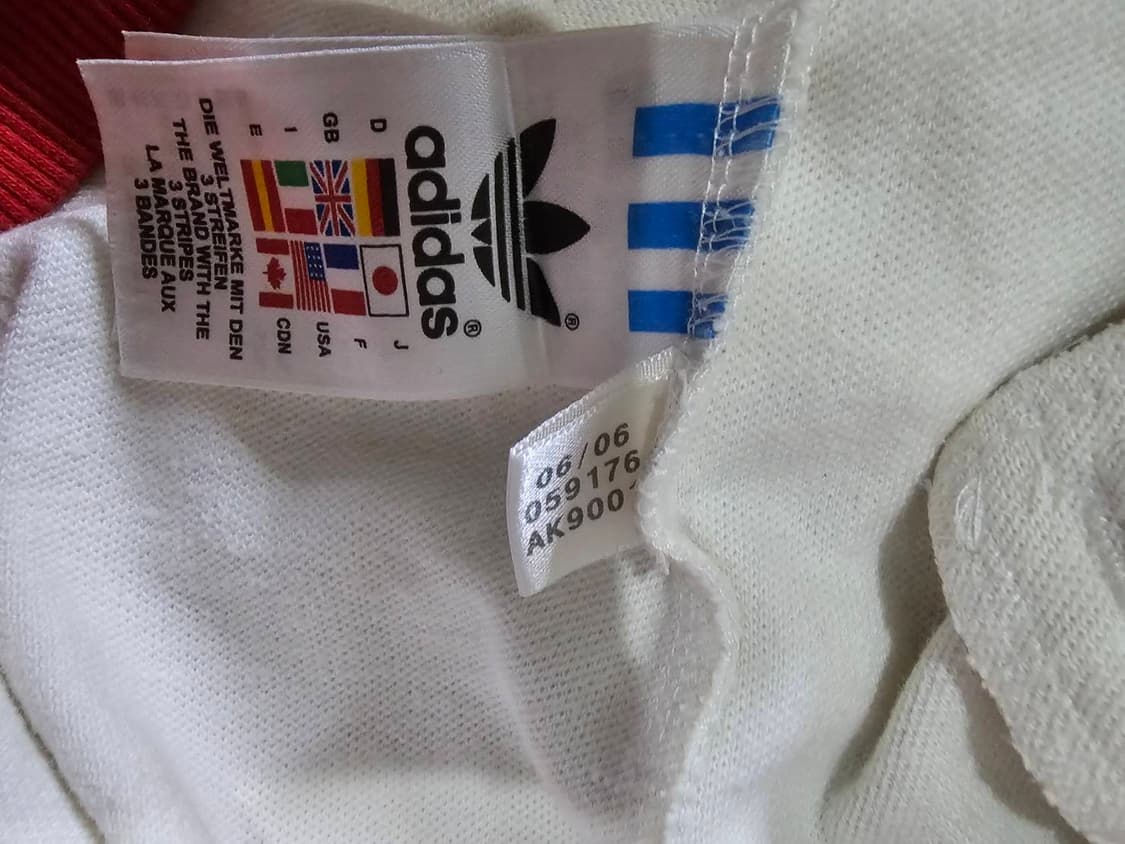 adidas®
®
D
J
GB
F
I
USA
E
CDN
DIE WELTMARKE MIT DEN
3 STREIFEN
THE BRAND WITH THE
3 STRIPES
LA MARQUE AUX
3 BANDES
06/06
059176
AK900